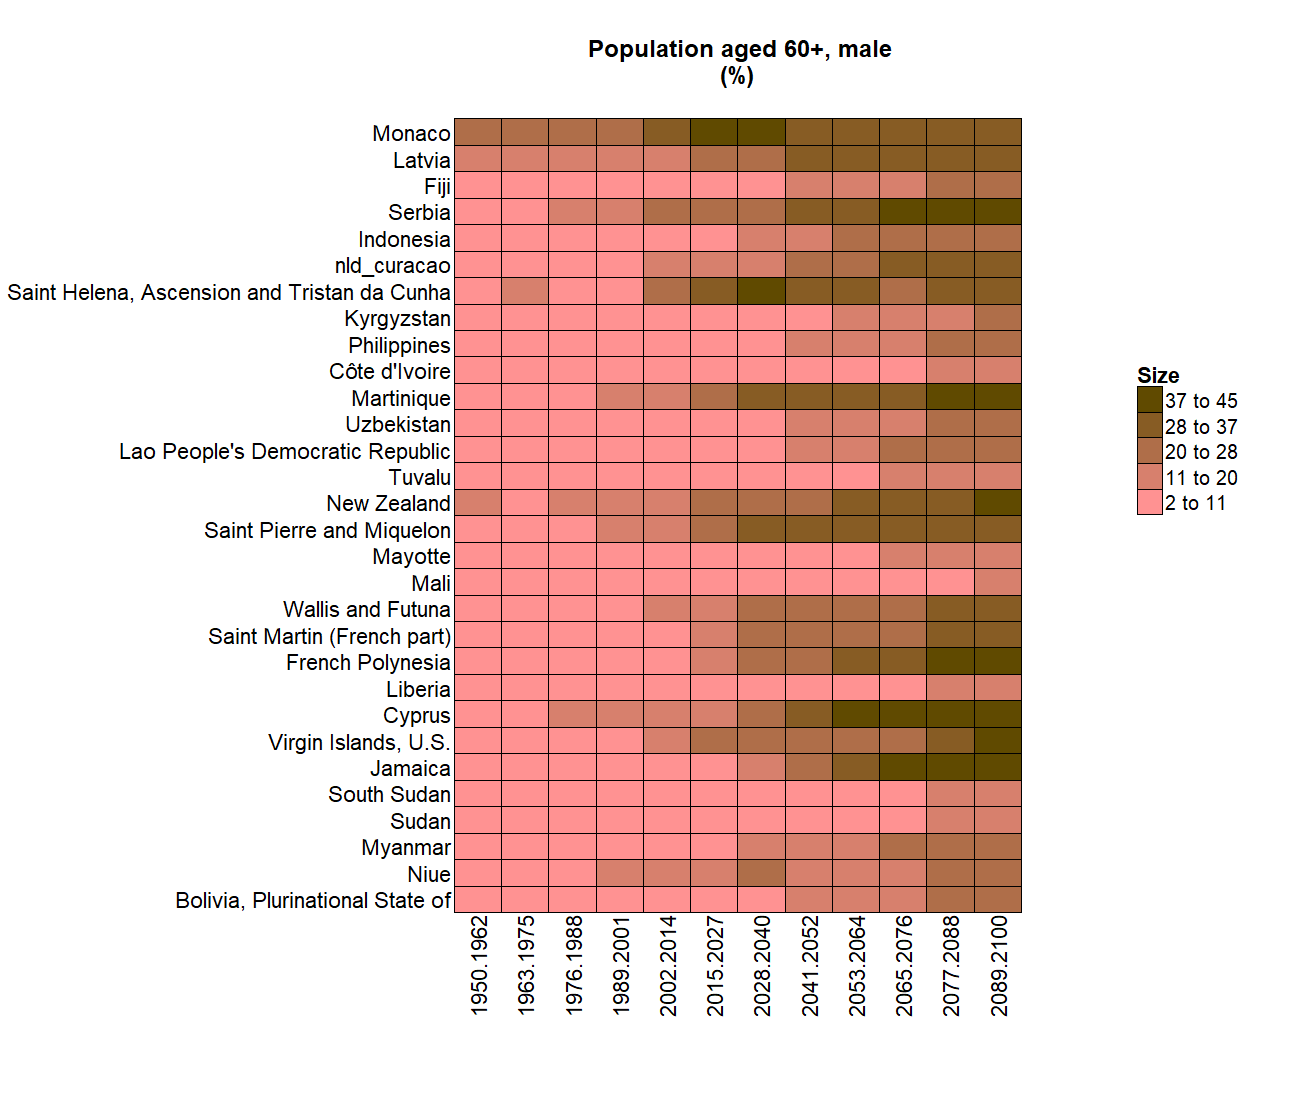 Population aged 60+, male
(%)
Monaco
Latvia
Fiji
Serbia
Indonesia
nld_curacao
Saint Helena, Ascension and Tristan da Cunha
Kyrgyzstan
Philippines
Côte d'Ivoire
Martinique
Uzbekistan
Lao People's Democratic Republic
Tuvalu
New Zealand
Saint Pierre and Miquelon
Mayotte
Mali
Wallis and Futuna
Saint Martin (French part)
French Polynesia
Liberia
Cyprus
Virgin Islands, U.S.
Jamaica
South Sudan
Sudan
Myanmar
Niue
Bolivia, Plurinational State of
1950.1962
1963.1975
1976.1988
1989.2001
2002.2014
2015.2027
2028.2040
2041.2052
2053.2064
2065.2076
2077.2088
2089.2100
Size
37 to 45
28 to 37
20 to 28
11 to 20
2 to 11